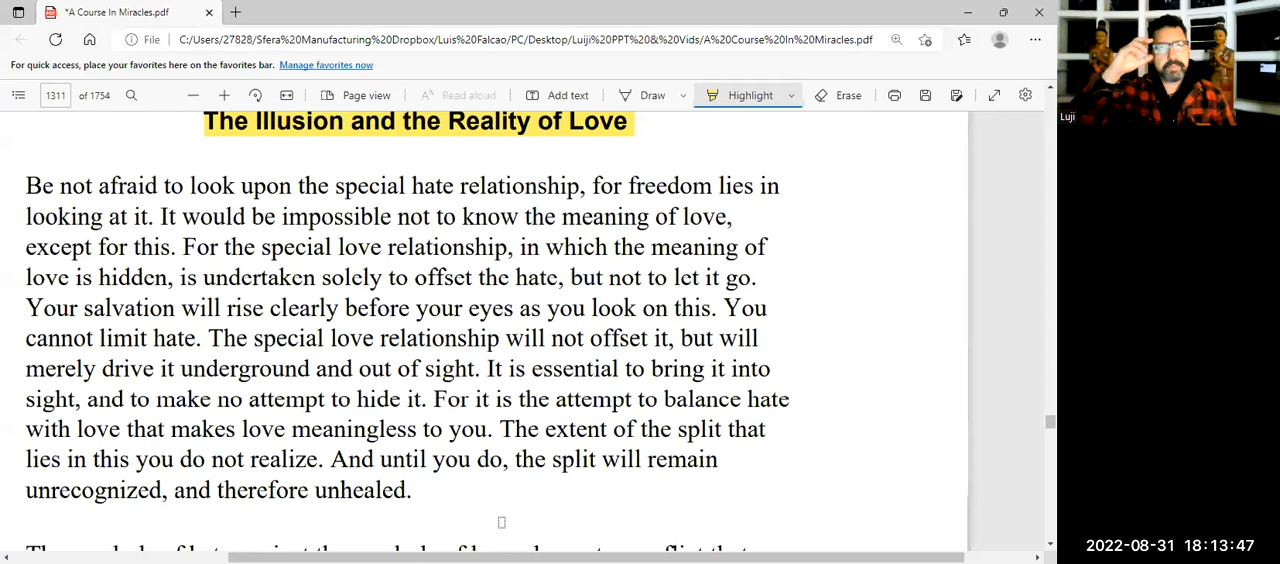 *A Course In Miracles.pdf
File
C:/Users/27828/Sfera%20Manufacturing%20Dropbox/Luis%20Falcao/PC/Desktop/Luiji%20PPT%20&%20Vids/A%20Course%20In%20Miracles.pdf
For quick access, place your favorites here on the favorites bar. Manage favorites now
1311 of 1754 Page view Read aloud Add text Draw Highlight Erase
Luji
The Illusion and the Reality of Love
Be not afraid to look upon the special hate relationship, for freedom lies in
looking at it. It would be impossible not to know the meaning of love,
except for this. For the special love relationship, in which the meaning of
love is hidden, is undertaken solely to offset the hate, but not to let it go.
Your salvation will rise clearly before your eyes as you look on this. You
cannot limit hate. The special love relationship will not offset it, but will
merely drive it underground and out of sight. It is essential to bring it into
sight, and to make no attempt to hide it. For it is the attempt to balance hate
with love that makes love meaningless to you. The extent of the split that
lies in this you do not realize. And until you do, the split will remain
unrecognized, and therefore unhealed.
2022-08-31 18:13:47